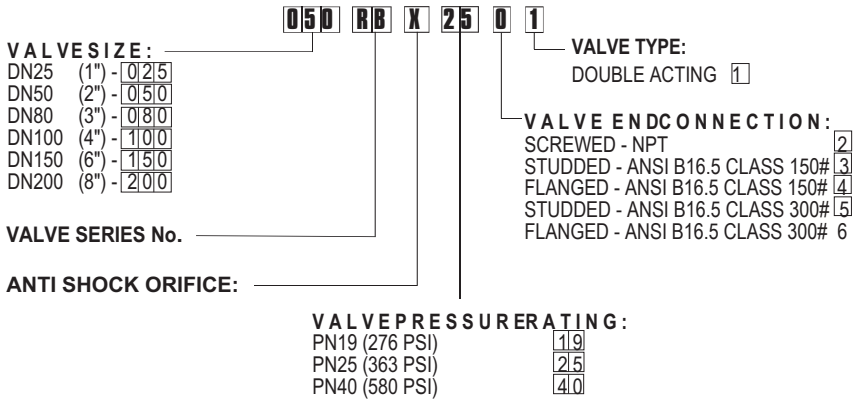 050 RB X 25 0 1
VALVE SIZE:
DN25 (1") - 025
DN50 (2") - 050
DN80 (3") - 080
DN100 (4") - 100
DN150 (6") - 150
DN200 (8") - 200
VALVE SERIES No.
ANTI SHOCK ORIFICE:
VALVE TYPE:
DOUBLE ACTING 1
VALVE END CONNECTION:
SCREWED - NPT 2
STUDDED - ANSI B16.5 CLASS 150# 3
FLANGED - ANSI B16.5 CLASS 150# 4
STUDDED - ANSI B16.5 CLASS 300# 5
FLANGED - ANSI B16.5 CLASS 300# 6
VALVE PRESSURE RATING:
PN19 (276 PSI) 19
PN25 (363 PSI) 25
PN40 (580 PSI) 40